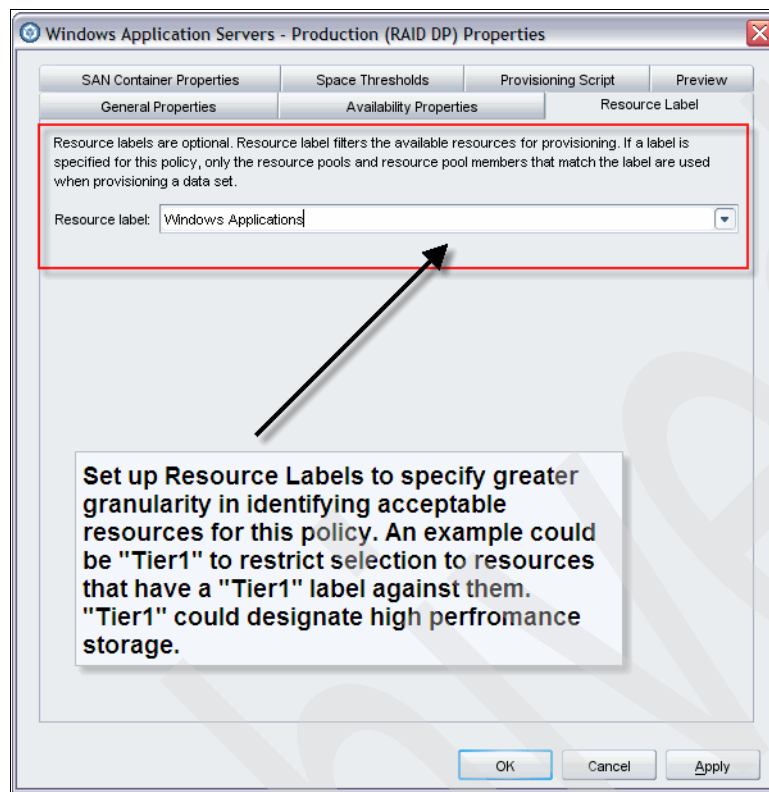 Windows Application Servers - Production (RAID DP) Properties
SAN Container Properties Space Thresholds Provisioning Script Preview
General Properties Availability Properties Resource Label
Resource labels are optional. Resource label filters the available resources for provisioning. If a label is
specified for this policy, only the resource pools and resource pool members that match the label are used
when provisioning a data set.
Resource label: Windows Applications
Set up Resource Labels to specify greater
granularity in identifying acceptable
resources for this policy. An example could
be "Tier1" to restrict selection to resources
that have a "Tier1" label against them.
"Tier1" could designate high perfromance
storage.
OK Cancel Apply